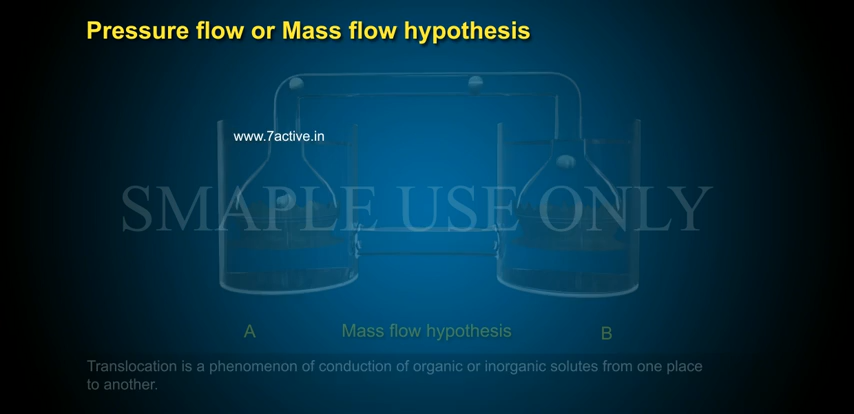 Pressure flow or Mass flow hypothesis
www.7active.in
SMAPLE USE ONLY
A Mass flow hypothesis B
Translocation is a phenomenon of conduction of organic or inorganic solutes from one place
to another.